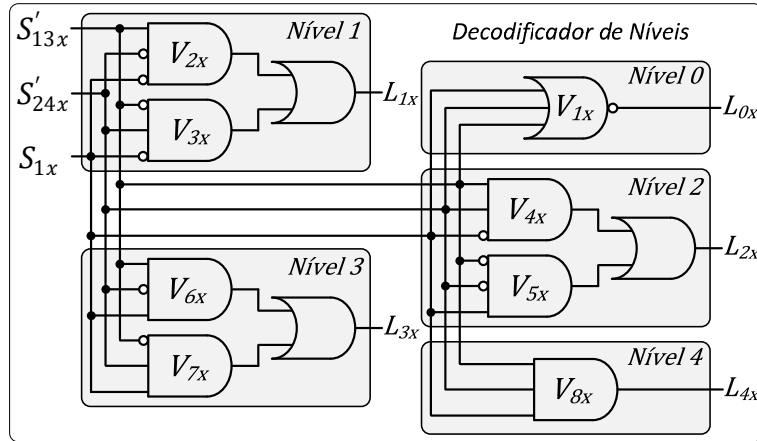 S'13x
Nível 1
Decodificador de Níveis
V2x
Nível 0
S'24x
L1x
V1x
L0x
V3x
S1x
Nível 2
V4x
Nível 3
L2x
V6x
V5x
L3x
Nível 4
V7x
V8x
L4x